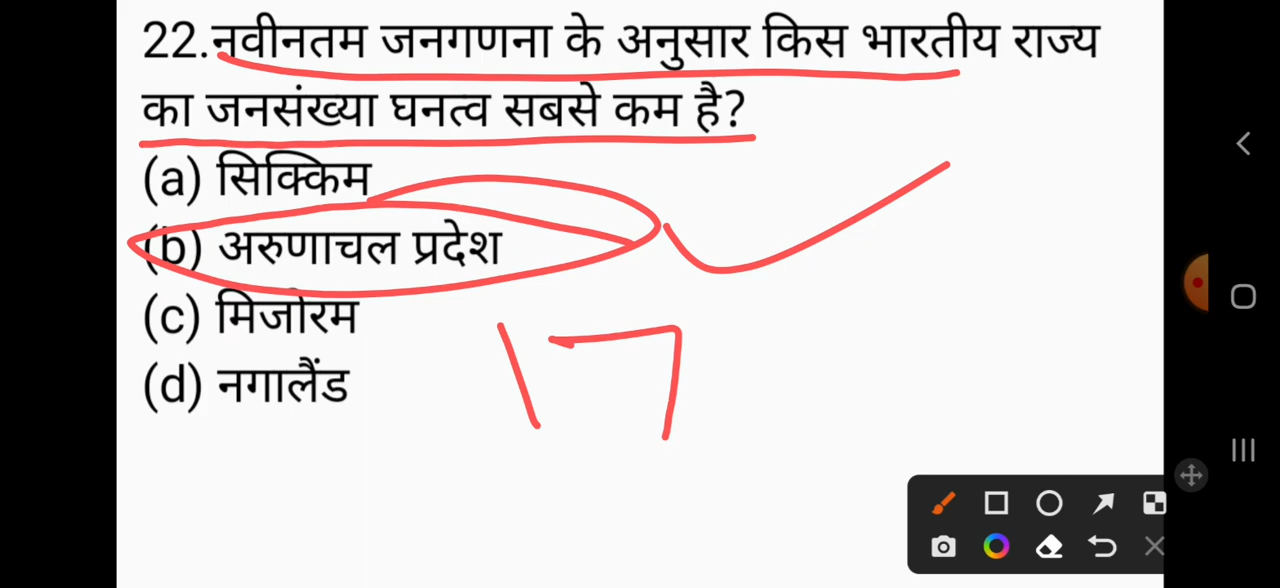 22.नवीनतम जनगणना के अनुसार किस भारतीय राज्य
का जनसंख्या घनत्व सबसे कम है?
(a) सिक्किम
(b) अरुणाचल प्रदेश
(c) मिजोरम
(d) नगालैंड
17